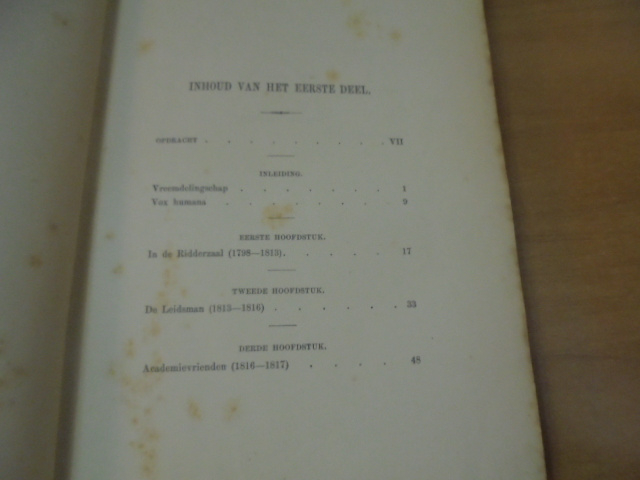 INHOUD VAN HET EERSTE DEEL.
OPDRACHT . . . . . . . . . VII
INLEIDING.
Vreemdelingschap . . . . . . . 1
Vox humana . . . . . . . . 9
EERSTE HOOFDSTUK.
In de Ridderzaal (1798—1813). . . . . 17
TWEEDE HOOFDSTUK.
De Leidsman (1813—1816) . . . . . . 33
DERDE HOOFDSTUK.
Academievrienden (1816—1817) . . . . 48